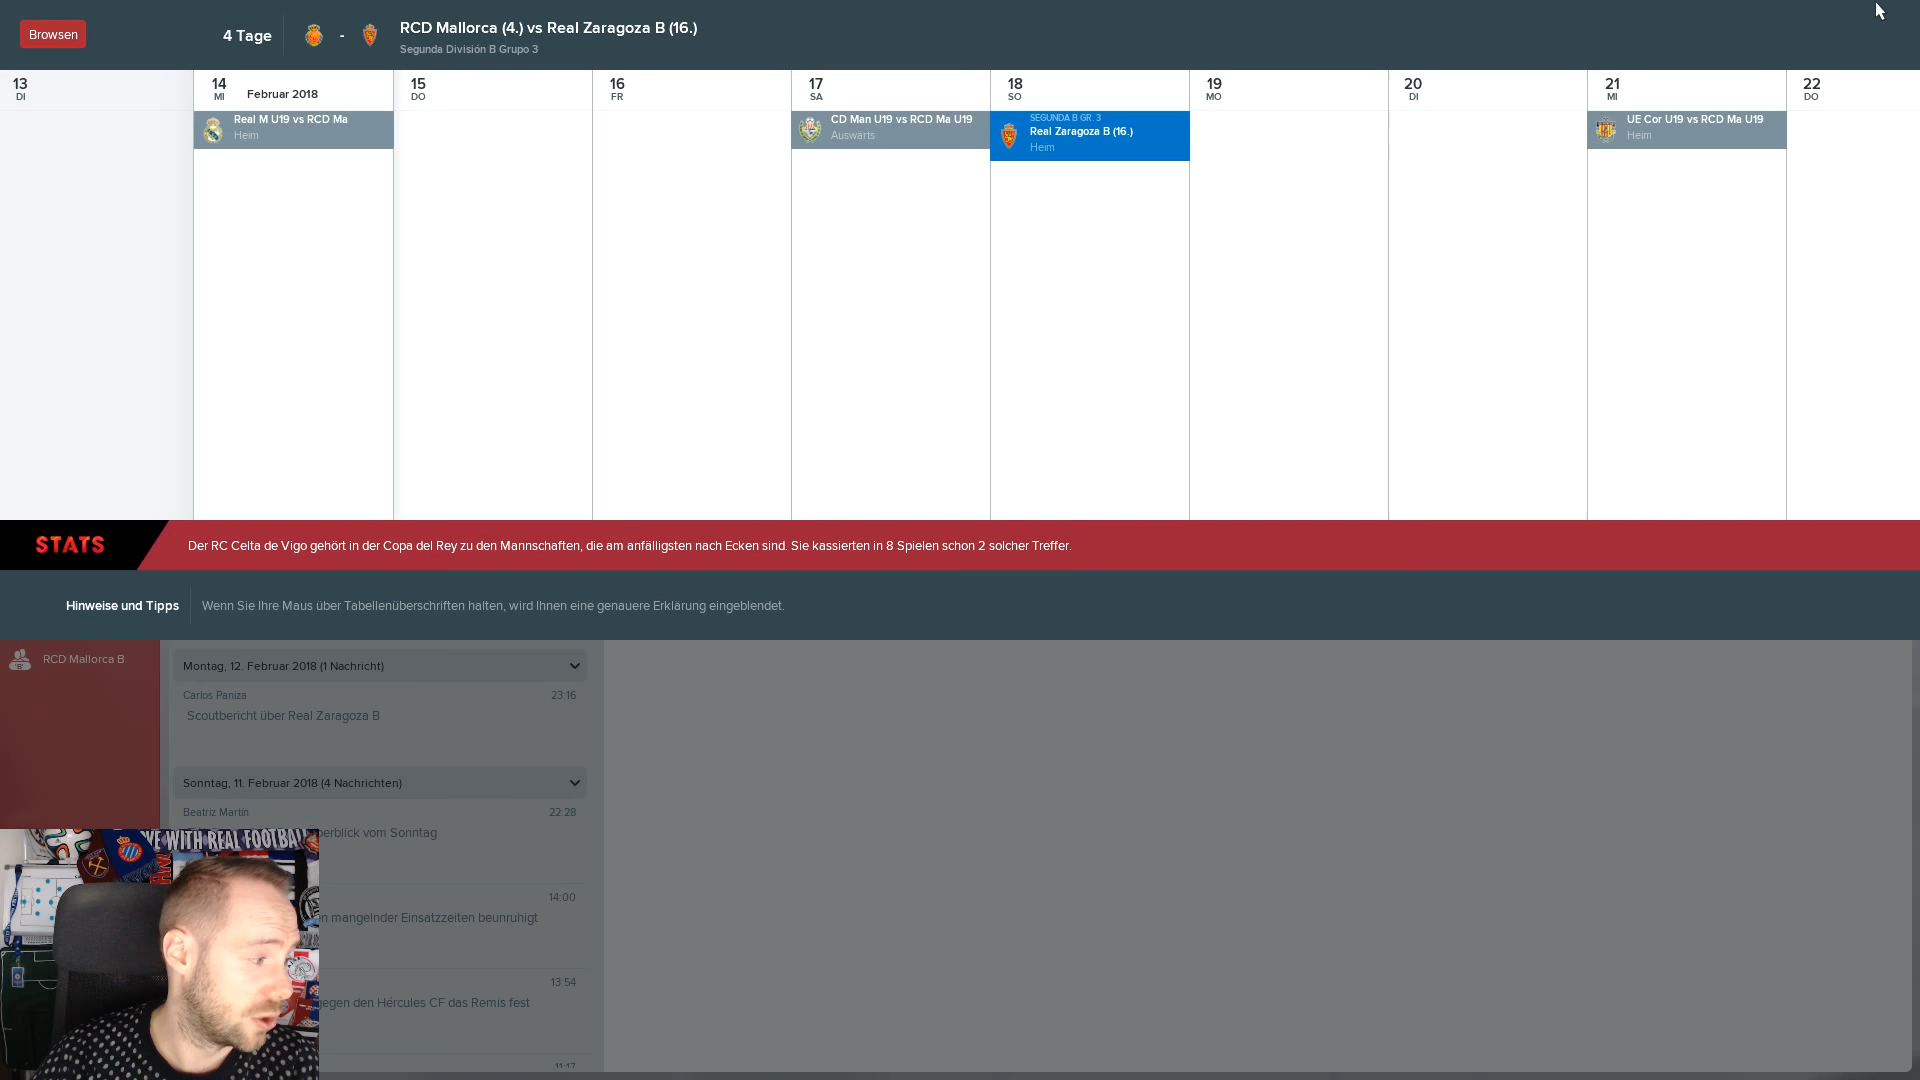 Browsen
4 Tage
-
RCD Mallorca (4.) vs Real Zaragoza B (16.)
Segunda División B Grupo 3
13
DI
14
MI
Februar 2018
15
DO
16
FR
17
SA
18
SO
19
MO
20
DI
21
MI
22
DO
Real M U19 vs RCD Ma
Heim
CD Man U19 vs RCD Ma U19
Auswärts
SEGUNDA B GR. 3
Real Zaragoza B (16.)
Heim
UE Cor U19 vs RCD Ma U19
Heim
STATS
Der RC Celta de Vigo gehört in der Copa del Rey zu den Mannschaften, die am anfälligsten nach Ecken sind. Sie kassierten in 8 Spielen schon 2 solcher Treffer.
Hinweise und Tipps
Wenn Sie Ihre Maus über Tabellenüberschriften halten, wird Ihnen eine genauere Erklärung eingeblendet.
RCD Mallorca B
Montag, 12. Februar 2018 (1 Nachricht)
Carlos Paniza
23:16
Scoutbericht über Real Zaragoza B
Sonntag, 11. Februar 2018 (4 Nachrichten)
Beatriz Martín
22:28
vom Sonntag
WITH REAL FOOTBALL
14:00
mangelnder Einsatzzeiten beunruhigt
13:54
den Hércules CF das Remis fest
11:17